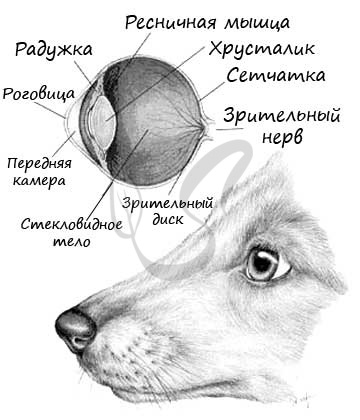 Ресничная мышца
Радужка
Хрусталик
Сетчатка
Роговица
Зрительный
нерв
Передняя
камера
Зрительный
диск
Стекловидное
тело